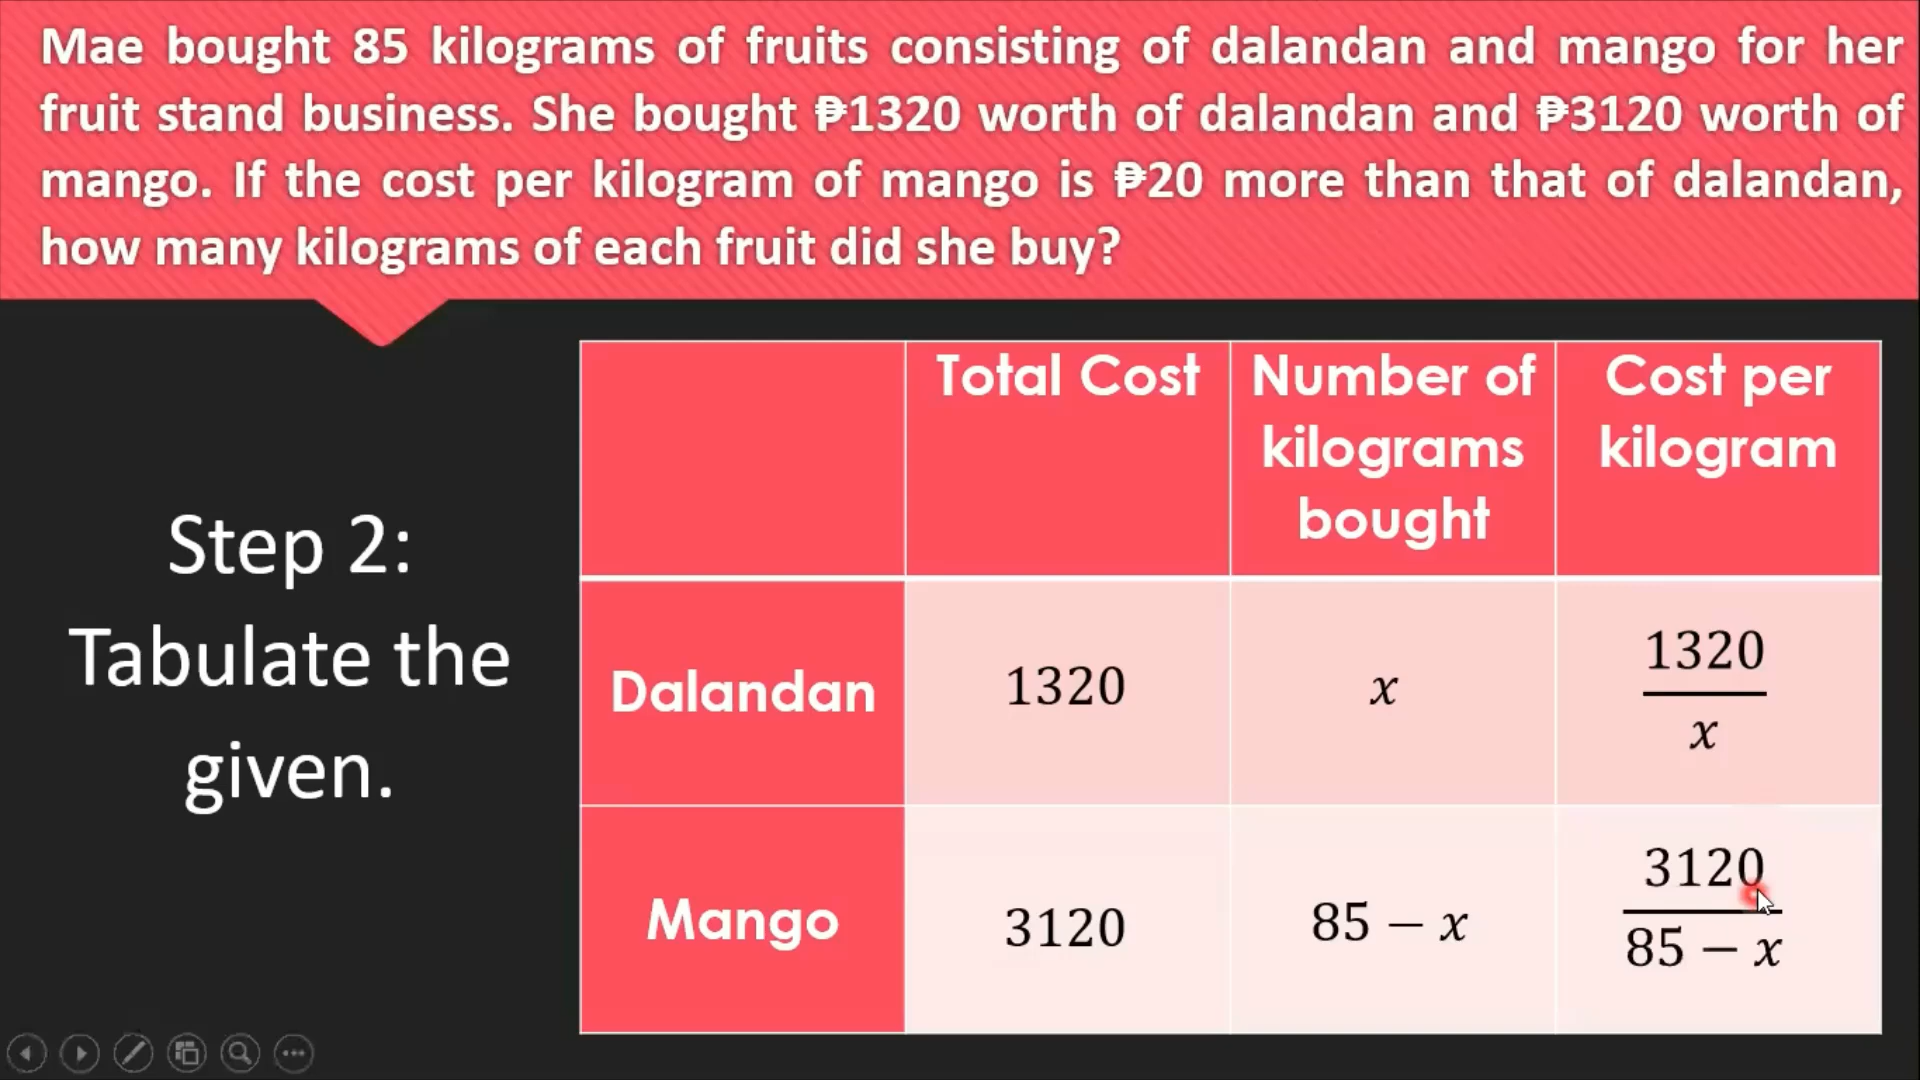 Mae bought 85 kilograms of fruits consisting of dalandan and mango for her
fruit stand business. She bought ₱1320 worth of dalandan and ₱3120 worth of
mango. If the cost per kilogram of mango is ₱20 more than that of dalandan,
how many kilograms of each fruit did she buy?
Step 2:
Tabulate the
given.
Total Cost
Number of
kilograms
bought
Cost per
kilogram
Dalandan
1320
x
1320
x
Mango
3120
85 − x
3120
85 − x